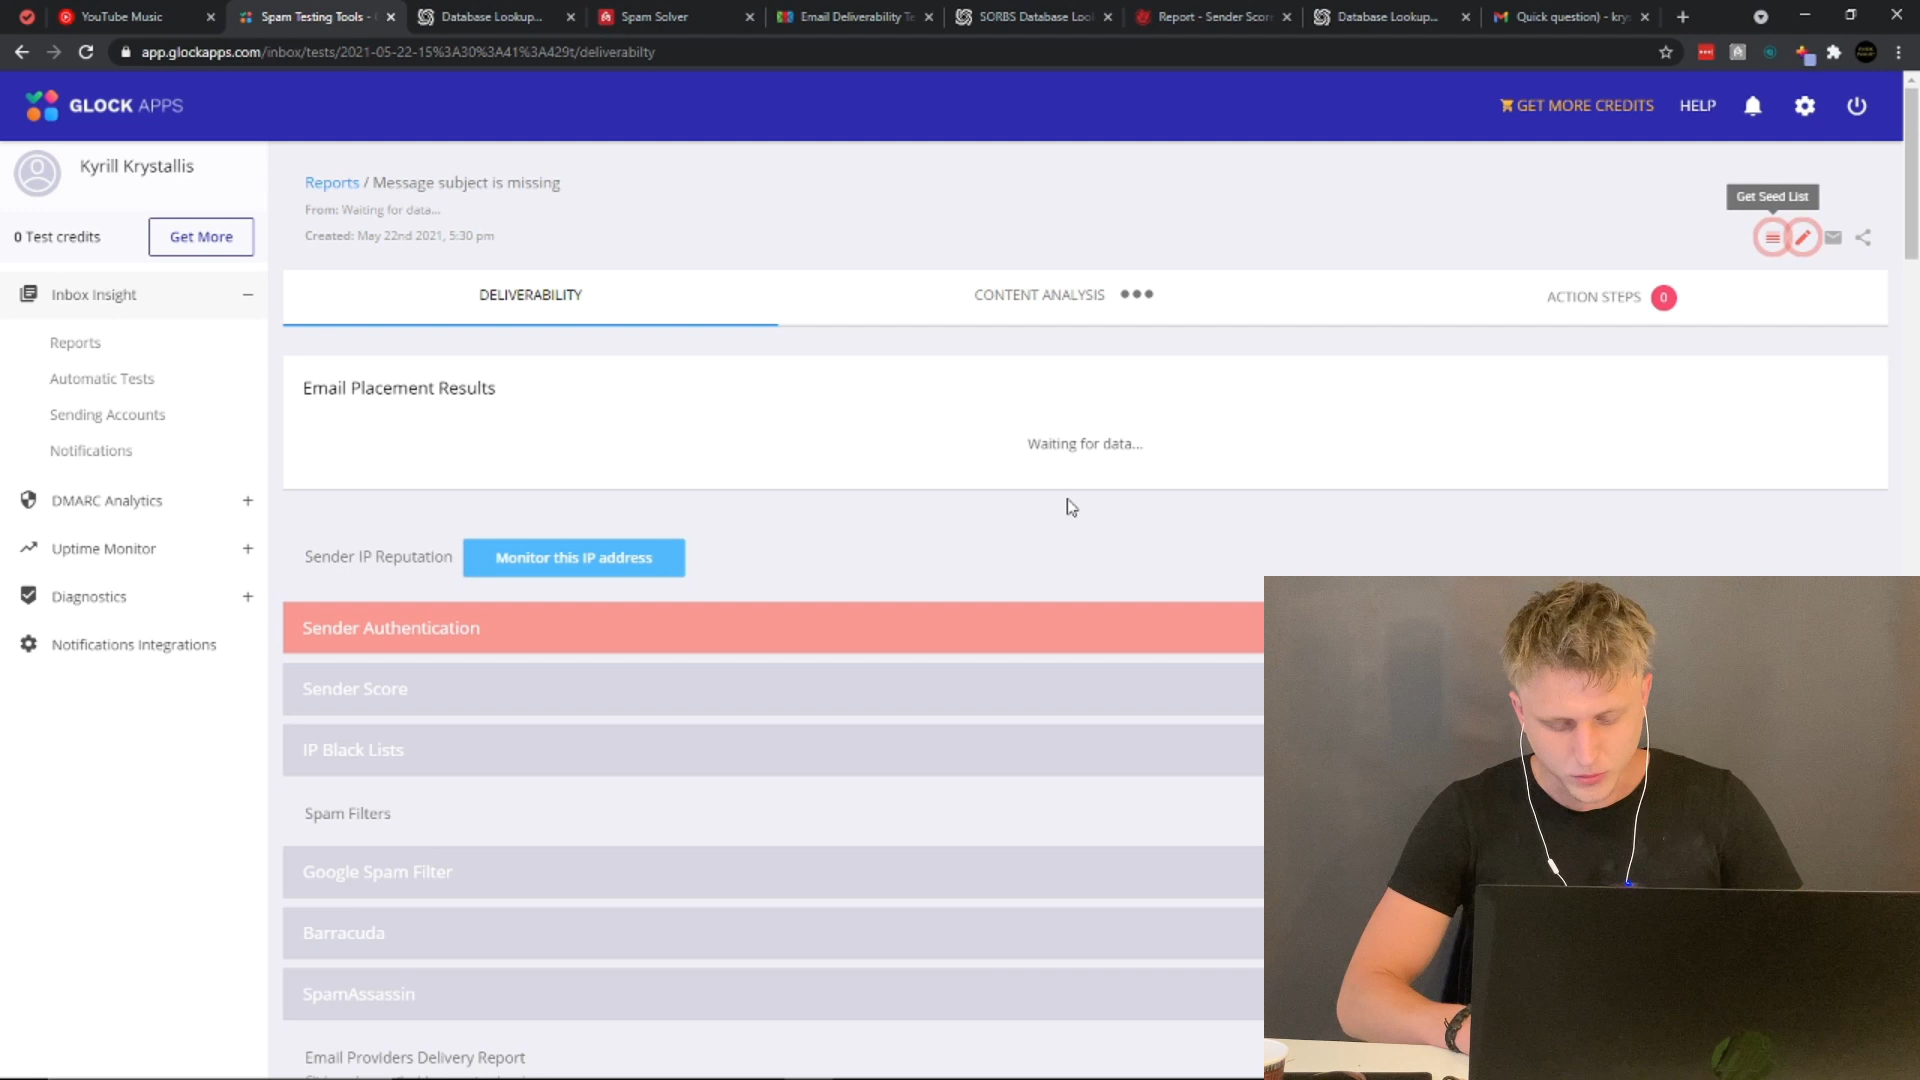 YouTube Music
Spam Testing Tools -
Database Lookup...
Spam Solver
Email Deliverability Te
SORBS Database Loo
Report - Sender Score
Database Lookup...
Quick question) - krys
app.glockapps.com/inbox/tests/2021-05-22-15%3A30%3A41%3A429t/deliverabilty
GLOCK APPS
GET MORE CREDITS
HELP
Kyrill Krystallis
0 Test credits
Get More
Inbox Insight
Reports
Automatic Tests
Sending Accounts
Notifications
DMARC Analytics
Uptime Monitor
Diagnostics
Notifications Integrations
Reports / Message subject is missing
From: Waiting for data...
Created: May 22nd 2021, 5:30 pm
Get Seed List
DELIVERABILITY
CONTENT ANALYSIS
ACTION STEPS 0
Email Placement Results
Waiting for data...
Sender IP Reputation
Monitor this IP address
Sender Authentication
Sender Score
IP Black Lists
Spam Filters
Google Spam Filter
Barracuda
SpamAssassin
Email Providers Delivery Report